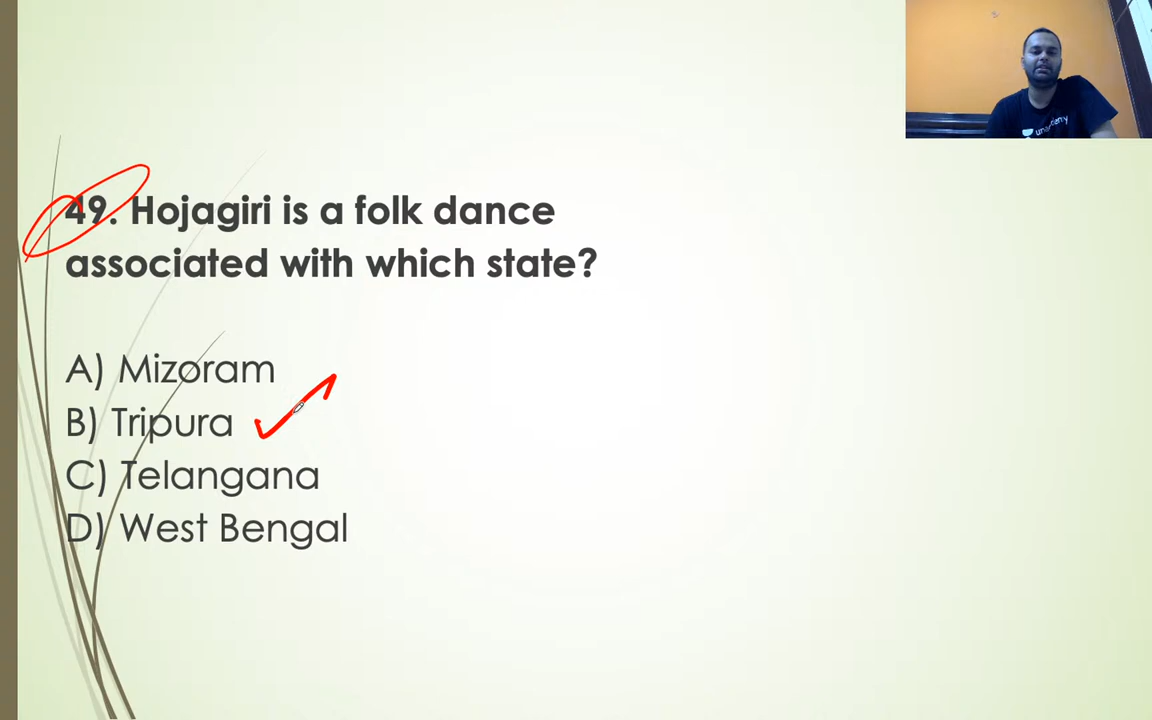 49. Hojagiri is a folk dance
associated with which state?
A) Mizoram
B) Tripura
C) Telangana
D) West Bengal